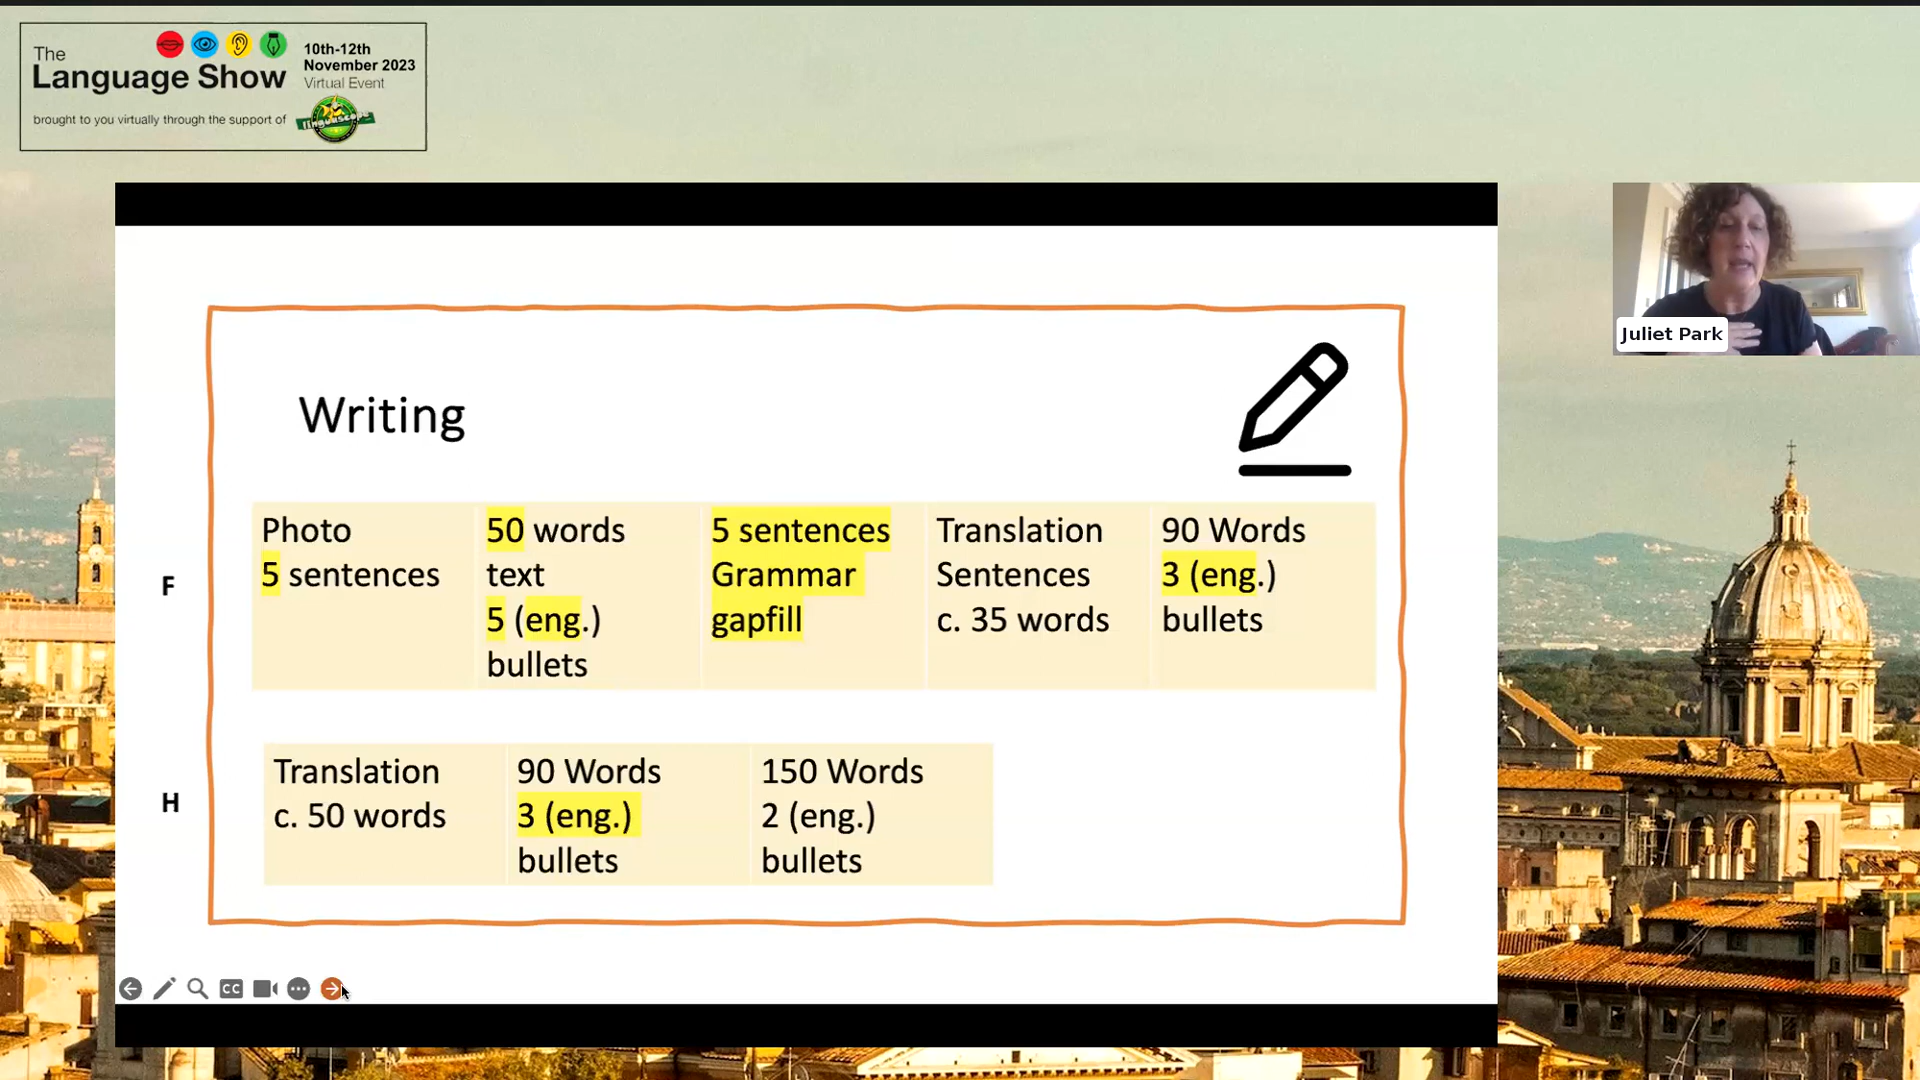 The
Language Show
10th-12th
November 2023
Virtual Event
brought to you virtually through the support of
linguascope
Juliet Park
Writing
F
Photo
5 sentences
50 words
text
5 (eng.)
bullets
5 sentences
Grammar
gapfill
Translation
Sentences
c. 35 words
90 Words
3 (eng.)
bullets
H
Translation
c. 50 words
90 Words
3 (eng.)
bullets
150 Words
2 (eng.)
bullets
CC